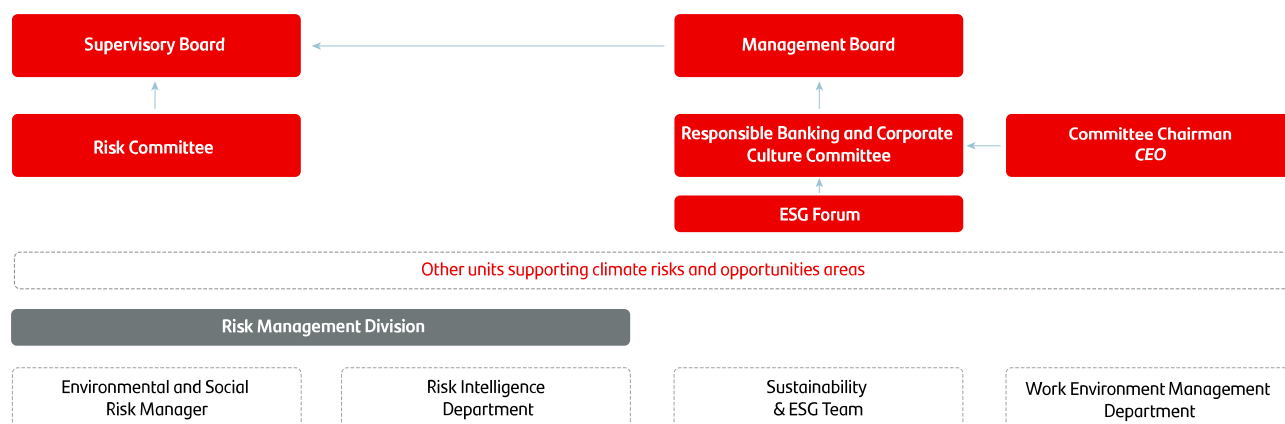 Supervisory Board
Management Board
Risk Committee
Responsible Banking and Corporate
Culture Committee
Committee Chairman
CEO
ESG Forum
Other units supporting climate risks and opportunities areas
Risk Management Division
Environmental and Social
Risk Manager
Risk Intelligence
Department
Sustainability
& ESG Team
Work Environment Management
Department